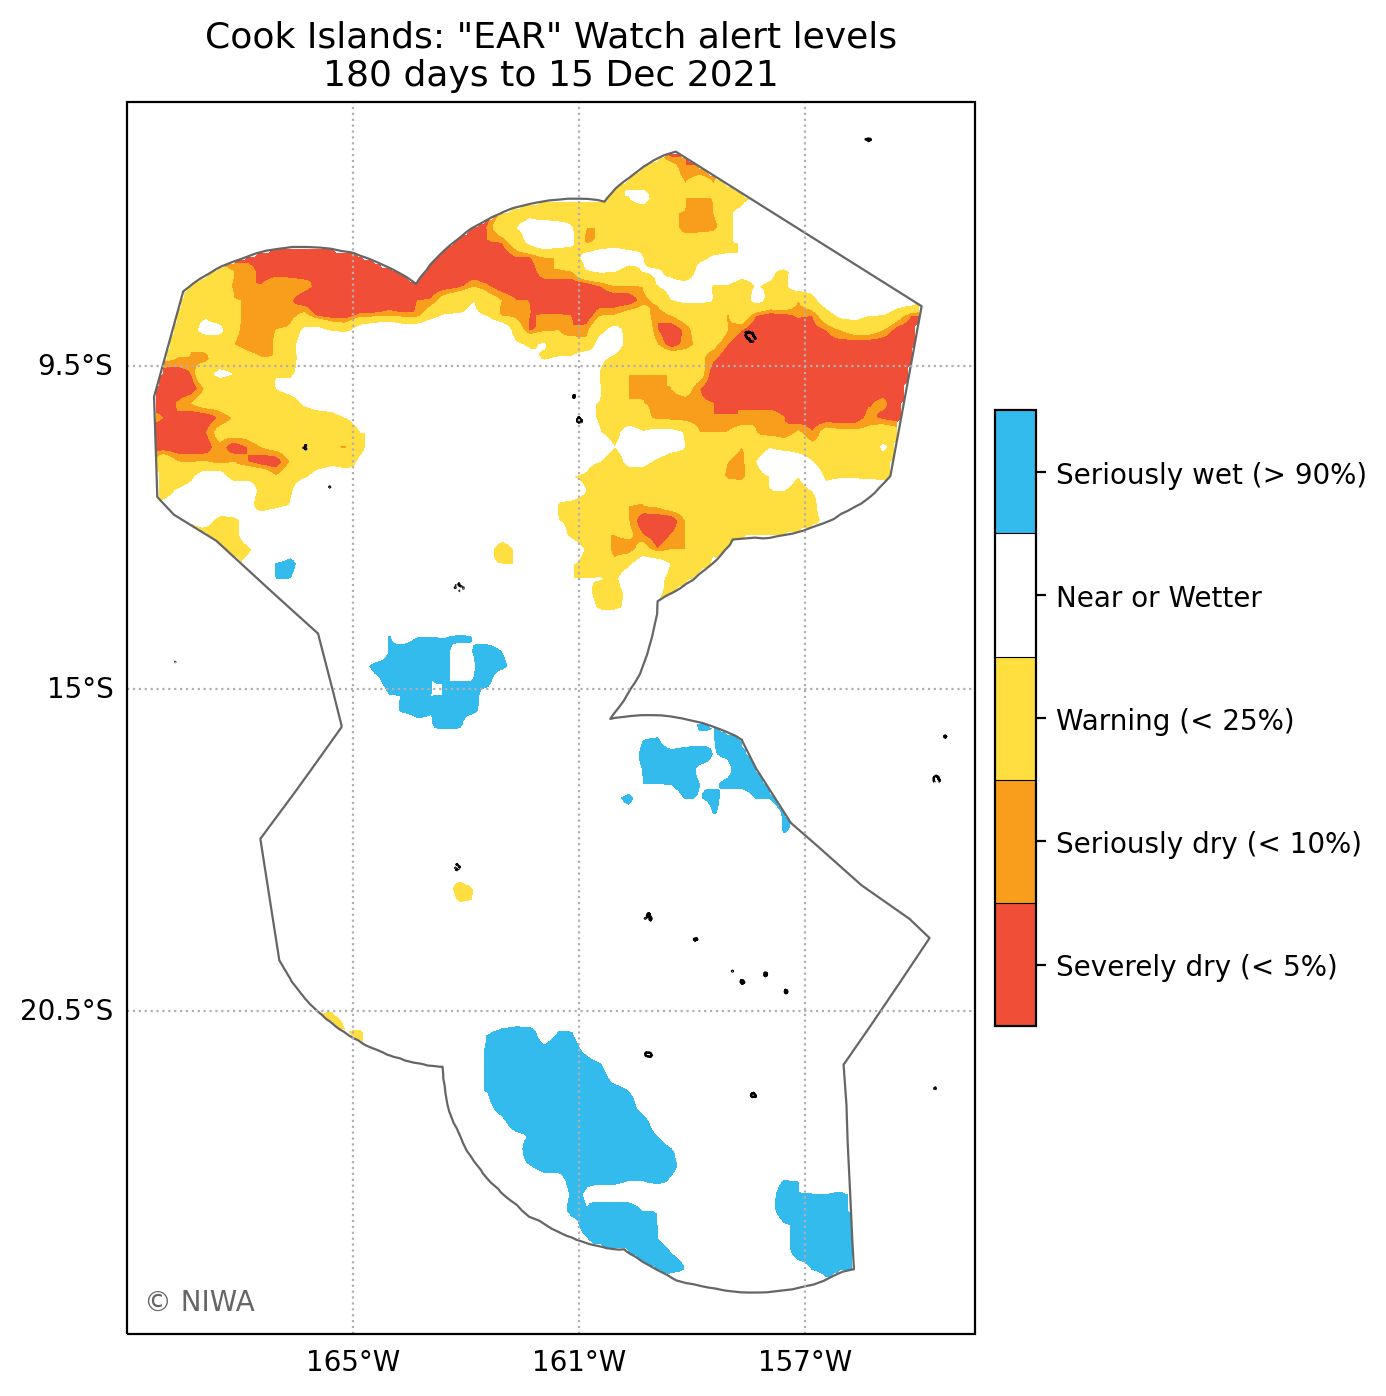 Cook Islands: "EAR" Watch alert levels
180 days to 15 Dec 2021
9.5°S
15°S
20.5°S
165°W
161°W
157°W
Seriously wet (> 90%)
Near or Wetter
Warning (< 25%)
Seriously dry (< 10%)
Severely dry (< 5%)
© NIWA